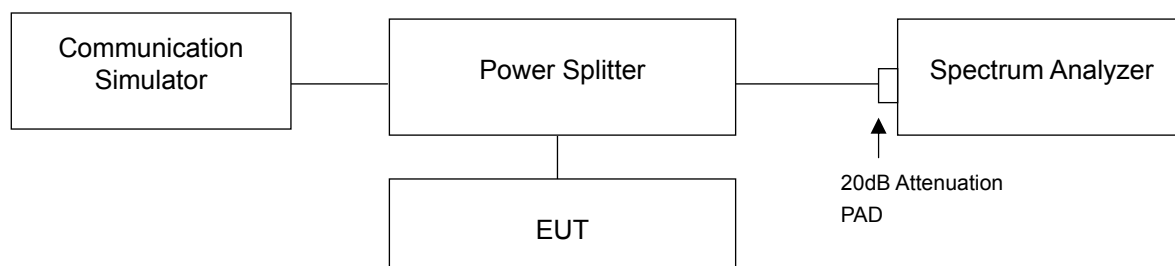 Communication
Simulator
Power Splitter
Spectrum Analyzer
20dB Attenuation
PAD
EUT